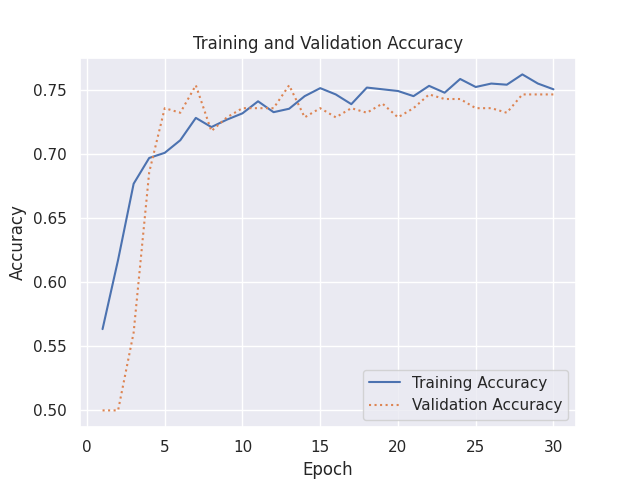 Training and Validation Accuracy
Accuracy
0.75
0.70
0.65
0.60
0.55
0.50
Training Accuracy
Validation Accuracy
0 5 10 15 20 25 30
Epoch